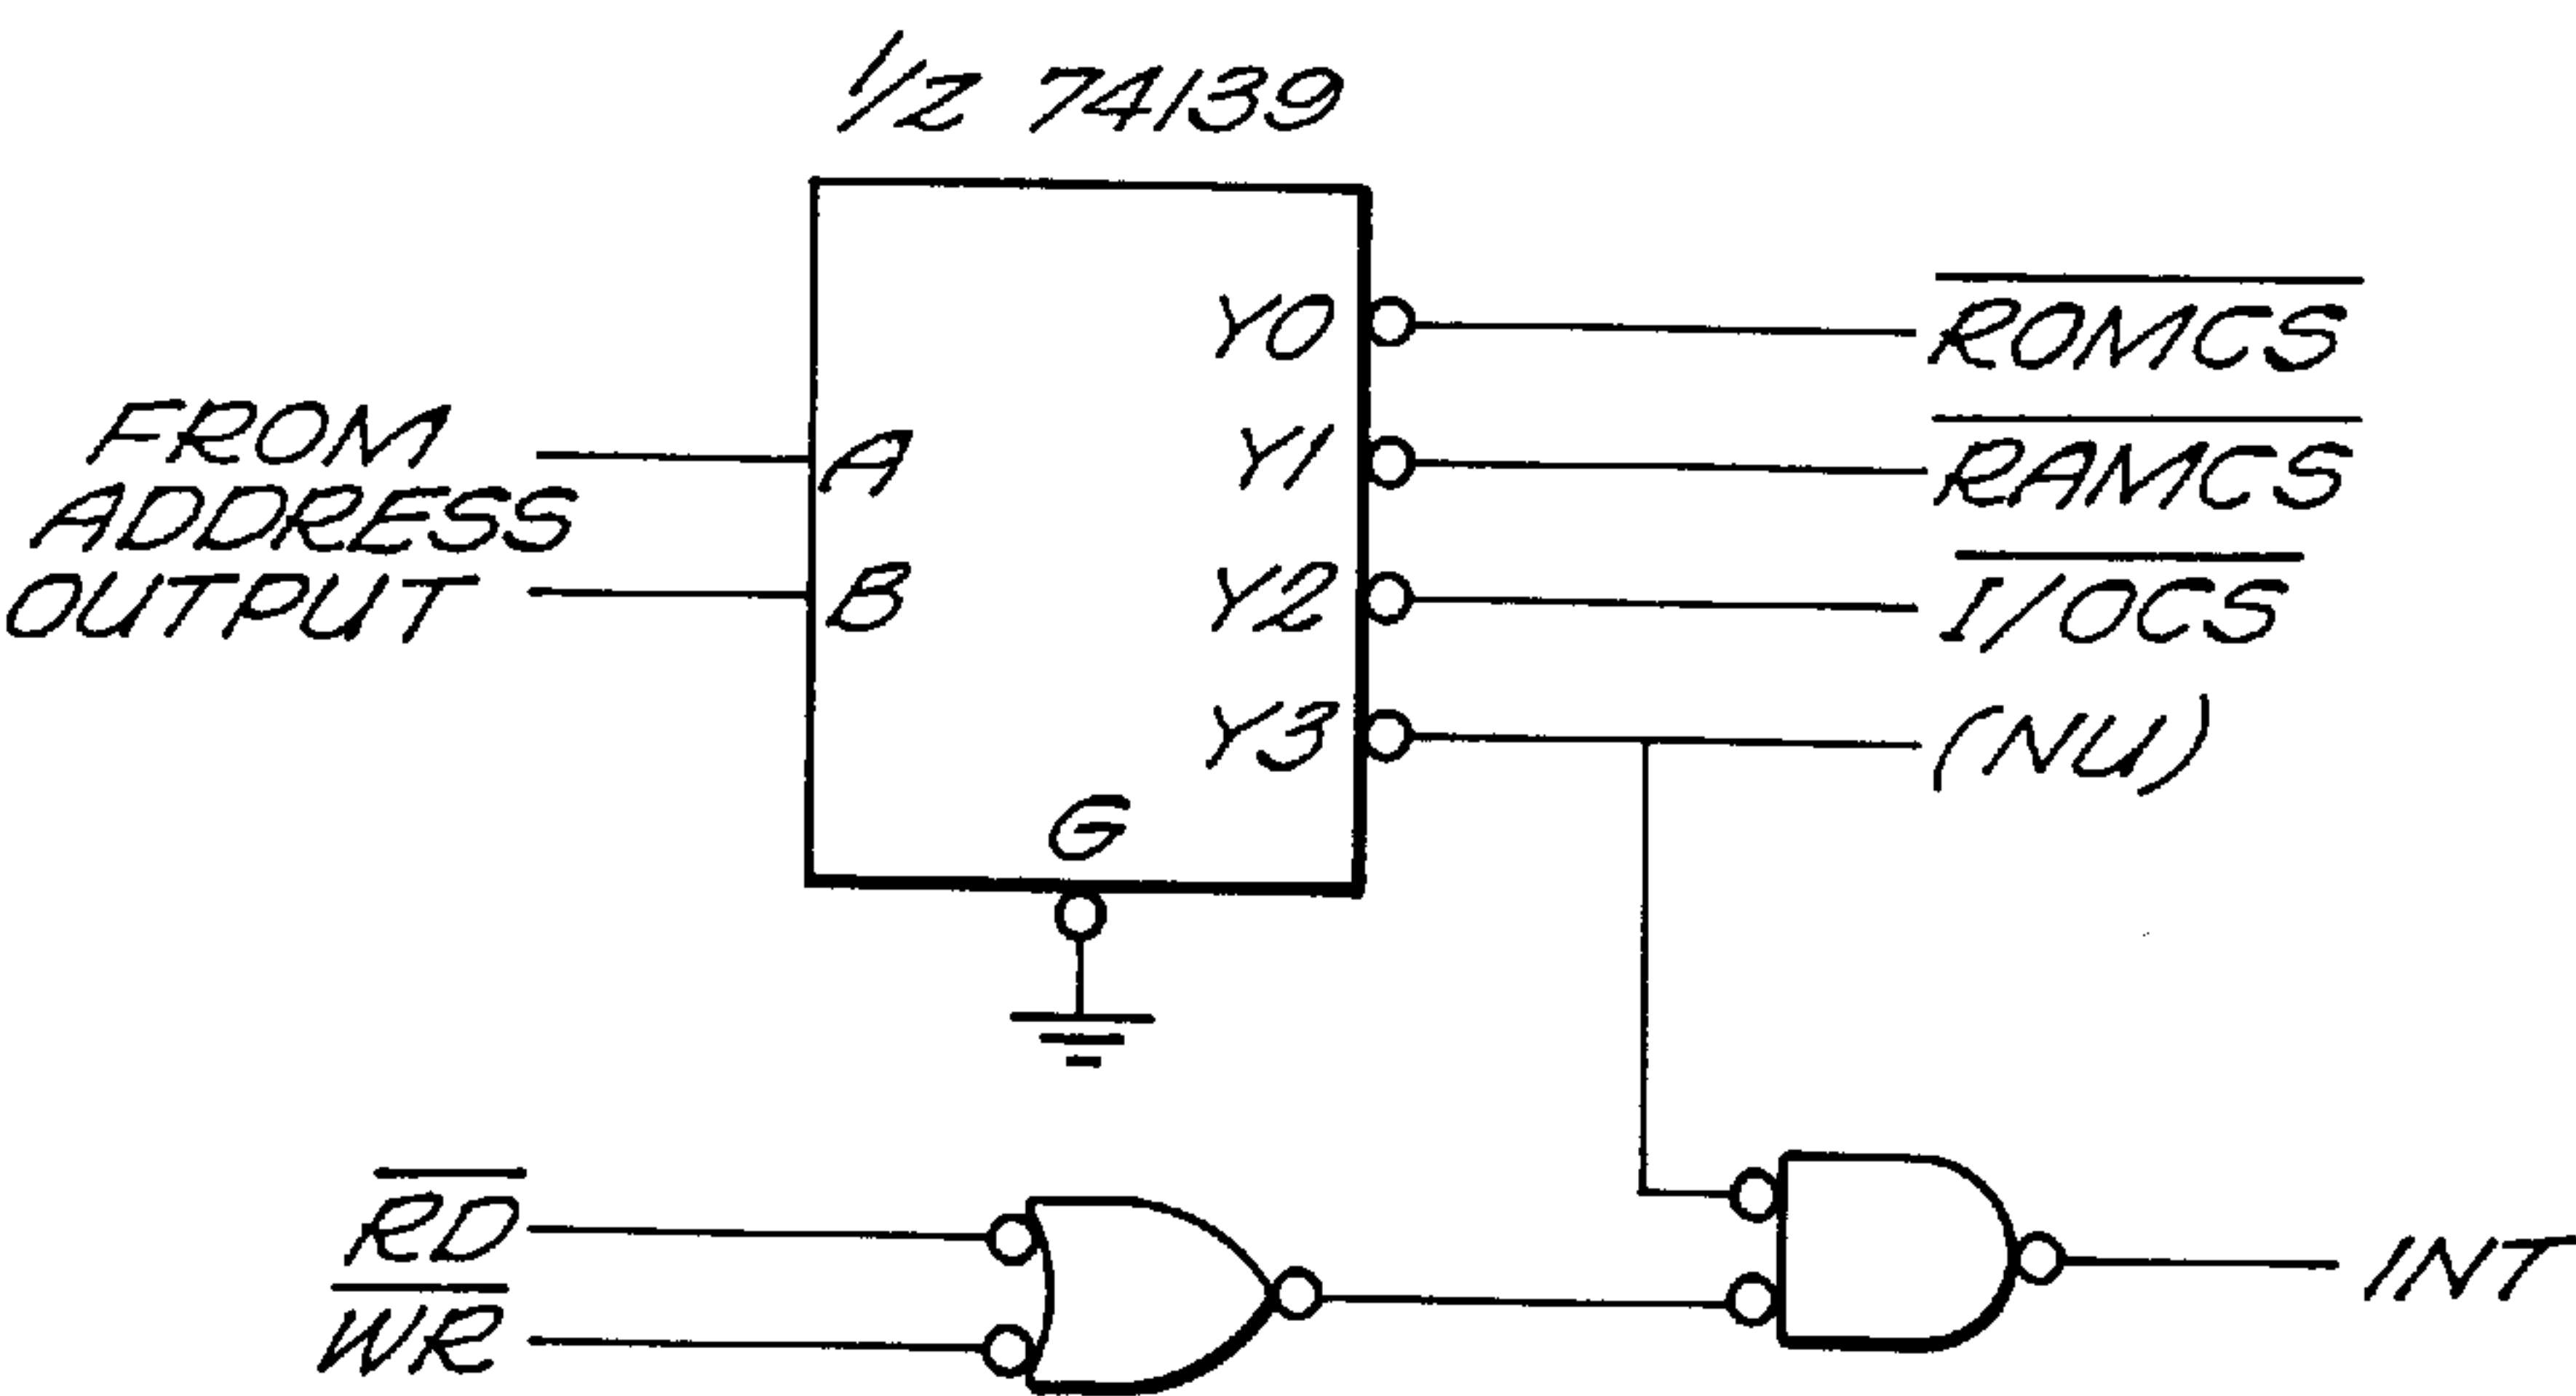 1/2 74139
FROM
ADDRESS
OUTPUT
A
B
Y0
Y1
Y2
Y3
G
ROMCS
RAMCS
I/OCS
(NU)
RD
WR
INT